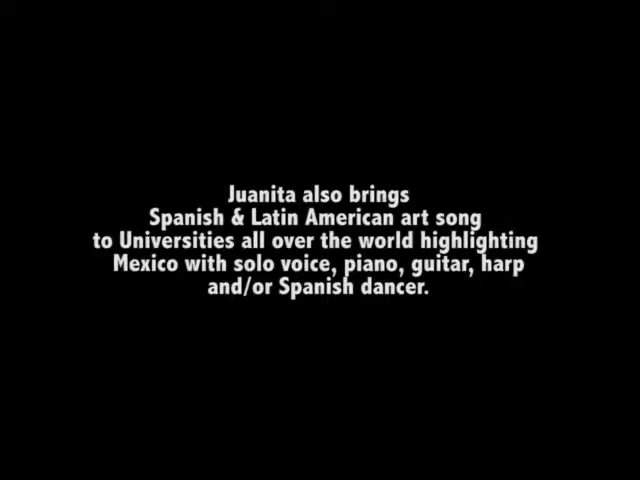 Juanita also brings
Spanish & Latin American art song
to Universities all over the world highlighting
Mexico with solo voice, piano, guitar, harp
and/or Spanish dancer.